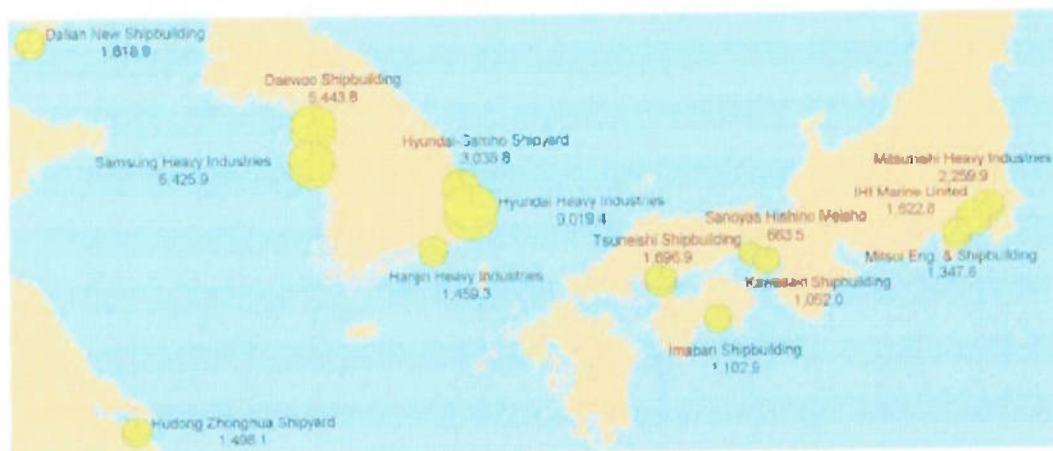 Dalian New Shipbuilding
1,618.9
Daewoo Shipbuilding
5,443.8
Hyundai-Samho Shipyard
3,038.8
Samsung Heavy Industries
5,425.9
Mitsubishi Heavy Industries
2,259.9
IHI Marine United
1,622.8
Hyundai Heavy Industries
9,019.4
Sanoyas Hishino Meisho
663.5
Tsuneishi Shipbuilding
1,696.9
Mitsui Eng. & Shipbuilding
1,347.6
Hanjin Heavy Industries
1,459.3
Kawasaki Shipbuilding
1,052.0
Imabari Shipbuilding
102.9
Hudong Zhonghua Shipyard
1,498.1